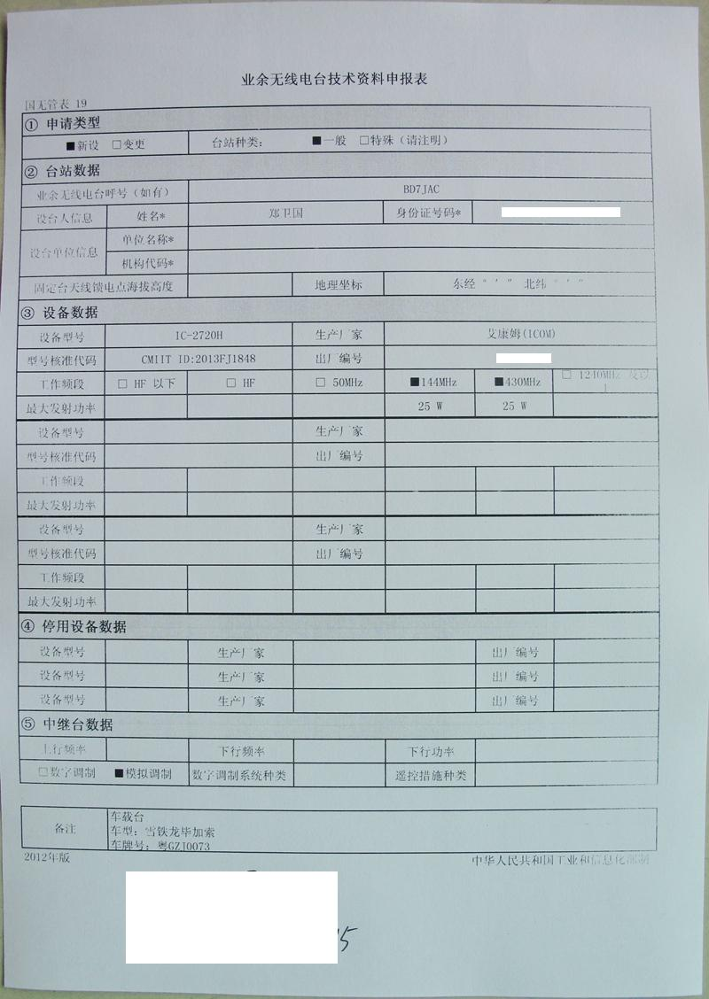 业余无线电台技术资料申报表
国无管表 19
① 申请类型
■新设 □变更 台站种类: ■一般 □特殊（请注明）
② 台站数据
业余无线电台呼号（如有） BD7JAC
设台人信息 姓名* 郑卫国 身份证号码*
设台单位信息 单位名称*
机构代码*
固定台天线馈电点海拔高度 地理坐标 东经 ° ′ ″ 北纬 ° ′ ″
③ 设备数据
设备型号 IC-2720H 生产厂家 艾康姆(ICOM)
型号核准代码 CMIIT ID:2013FJ1848 出厂编号
工作频段 □ HF 以下 □ HF □ 50MHz ■144MHz ■430MHz □ 1240MHz 及以
最大发射功率 25 W 25 W
设备型号 生产厂家
型号核准代码 出厂编号
工作频段
最大发射功率
设备型号 生产厂家
型号核准代码 出厂编号
工作频段
最大发射功率
④ 停用设备数据
设备型号 生产厂家 出厂编号
设备型号 生产厂家 出厂编号
设备型号 生产厂家 出厂编号
⑤ 中继台数据
上行频率 下行频率 下行功率
□数字调制 ■模拟调制 数字调制系统种类 遥控措施种类
备注 车载台
车型: 雪铁龙毕加索
车牌号: 粤GZJ0073
2012年版 中华人民共和国工业和信息化部制